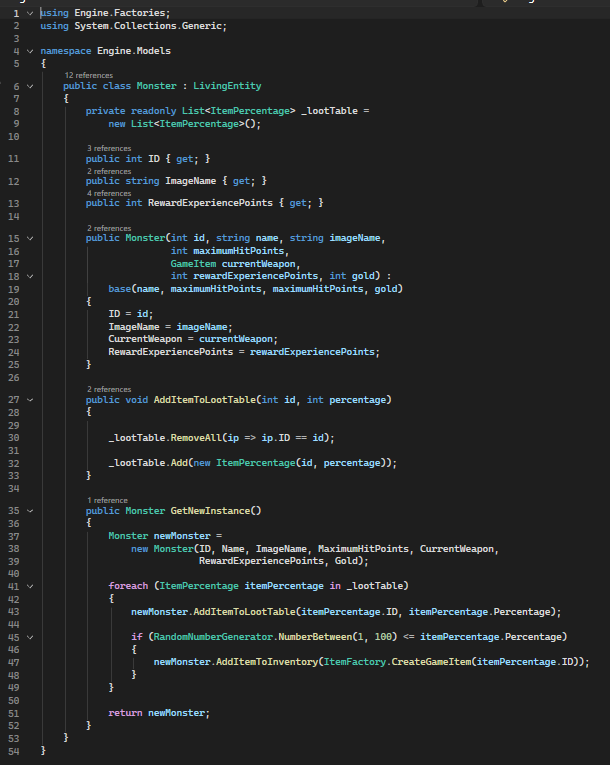 1 using Engine.Factories;
2 using System.Collections.Generic;
3
4 namespace Engine.Models
5 {
12 references
6 public class Monster : LivingEntity
7 {
8 private readonly List<ItemPercentage> _lootTable =
9 new List<ItemPercentage>();
10
3 references
11 public int ID { get; }
2 references
12 public string ImageName { get; }
4 references
13 public int RewardExperiencePoints { get; }
14
2 references
15 public Monster(int id, string name, string imageName,
16 int maximumHitPoints,
17 GameItem currentWeapon,
18 int rewardExperiencePoints, int gold) :
19 base(name, maximumHitPoints, maximumHitPoints, gold)
20 {
21 ID = id;
22 ImageName = imageName;
23 CurrentWeapon = currentWeapon;
24 RewardExperiencePoints = rewardExperiencePoints;
25 }
26
2 references
27 public void AddItemToLootTable(int id, int percentage)
28 {
29
30 _lootTable.RemoveAll(ip => ip.ID == id);
31
32 _lootTable.Add(new ItemPercentage(id, percentage));
33 }
34
1 reference
35 public Monster GetNewInstance()
36 {
37 Monster newMonster =
38 new Monster(ID, Name, ImageName, MaximumHitPoints, CurrentWeapon,
39 RewardExperiencePoints, Gold);
40
41 foreach (ItemPercentage itemPercentage in _lootTable)
42 {
43 newMonster.AddItemToLootTable(itemPercentage.ID, itemPercentage.Percentage);
44
45 if (RandomNumberGenerator.NumberBetween(1, 100) <= itemPercentage.Percentage)
46 {
47 newMonster.AddItemToInventory(ItemFactory.CreateGameItem(itemPercentage.ID));
48 }
49 }
50
51 return newMonster;
52 }
53 }
54 }